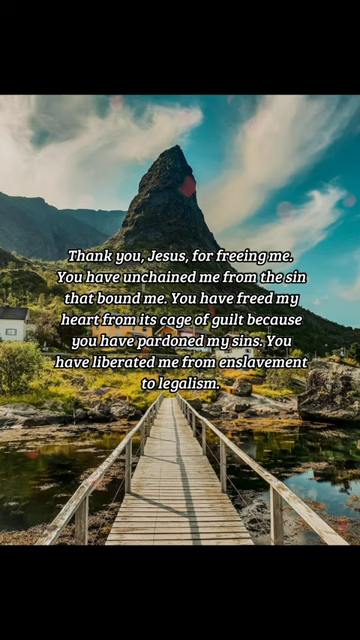 Thank you, Jesus, for freeing me.
You have unchained me from the sin
that bound me. You have freed my
heart from its cage of guilt because
you have pardoned my sins. You
have liberated me from enslavement
to legalism.